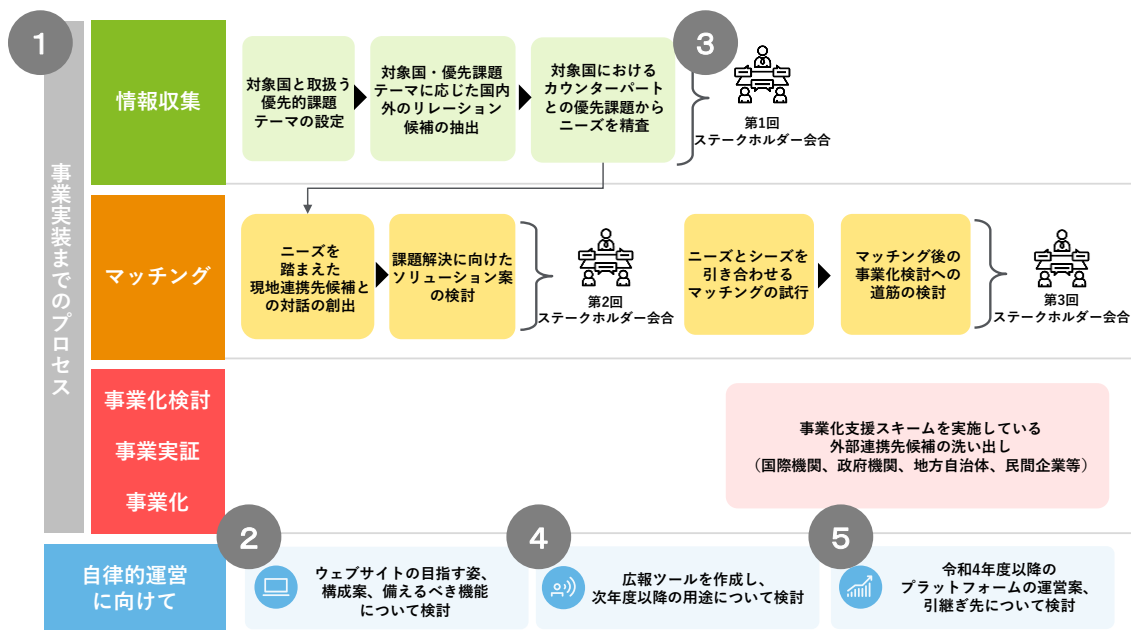 1
事業実装までのプロセス
情報収集
対象国と取扱う
優先的課題
テーマの設定
対象国・優先課題
テーマに応じた国内
外のリレーション
候補の抽出
対象国における
カウンターパート
との優先課題から
ニーズを精査
3
第1回
ステークホルダー会合
マッチング
ニーズを
踏まえた
現地連携先候補と
の対話の創出
課題解決に向けた
ソリューション案
の検討
第2回
ステークホルダー会合
ニーズとシーズを
引き合わせる
マッチングの試行
マッチング後の
事業化検討への
道筋の検討
第3回
ステークホルダー会合
事業化検討
事業実証
事業化
事業化支援スキームを実施している
外部連携先候補の洗い出し
（国際機関、政府機関、地方自治体、民間企業等）
自律的運営
に向けて
2
ウェブサイトの目指す姿、
構成案、備えるべき機能
について検討
4
広報ツールを作成し、
次年度以降の用途について検討
5
令和4年度以降の
プラットフォームの運営案、
引継ぎ先について検討